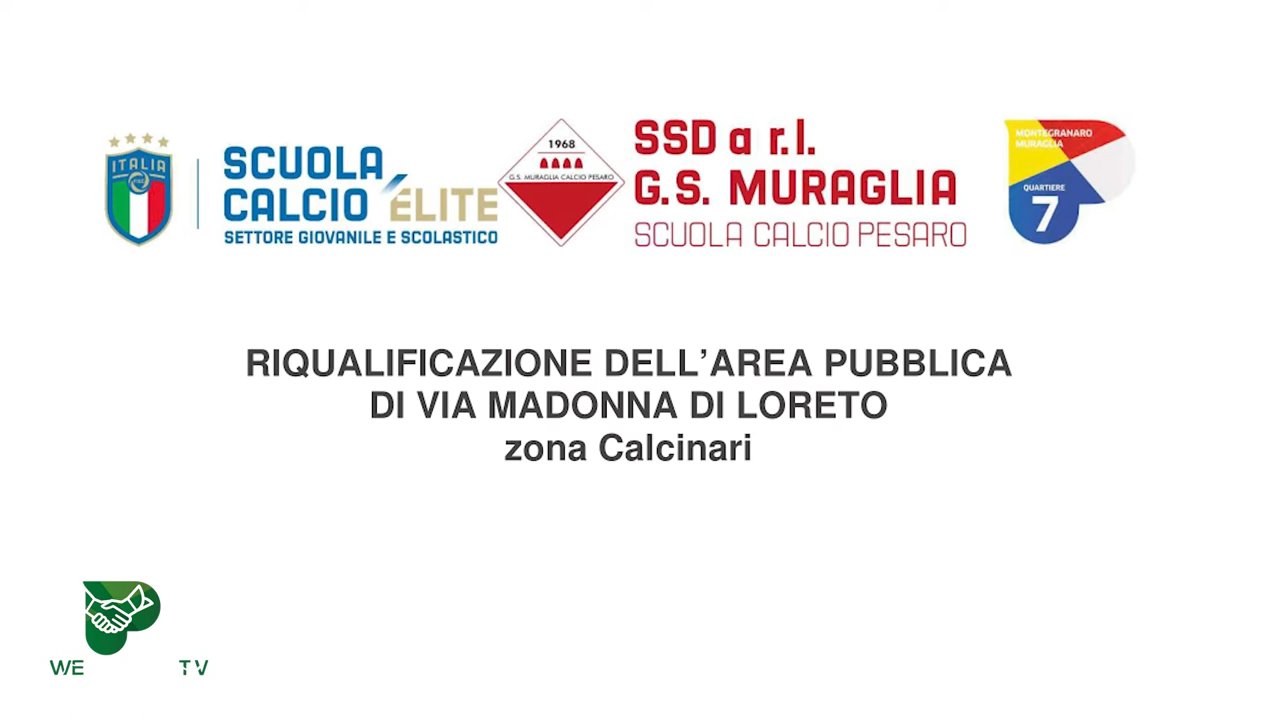 ITALIA
SCUOLA
CALCIO ÉLITE
SETTORE GIOVANILE E SCOLASTICO
1968
G.S. MURAGLIA CALCIO PESARO
SSD a r.l.
G.S. MURAGLIA
SCUOLA CALCIO PESARO
MONTEGRANARO
MURAGLIA
QUARTIERE
7
RIQUALIFICAZIONE DELL’AREA PUBBLICA
DI VIA MADONNA DI LORETO
zona Calcinari
WE TV